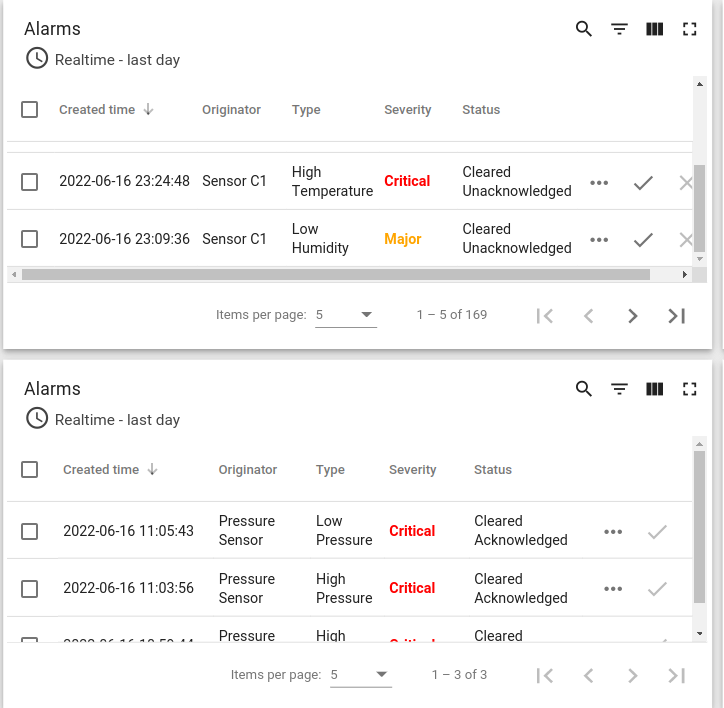 Alarms
Realtime - last day
Created time Originator Type Severity Status
2022-06-16 23:24:48 Sensor C1 High Temperature Critical Cleared Unacknowledged
2022-06-16 23:09:36 Sensor C1 Low Humidity Major Cleared Unacknowledged
Items per page: 5 1 – 5 of 169
Alarms
Realtime - last day
Created time Originator Type Severity Status
2022-06-16 11:05:43 Pressure Sensor Low Pressure Critical Cleared Acknowledged
2022-06-16 11:03:56 Pressure Sensor High Pressure Critical Cleared Acknowledged
Pressure High Critical Cleared
Items per page: 5 1 – 3 of 3